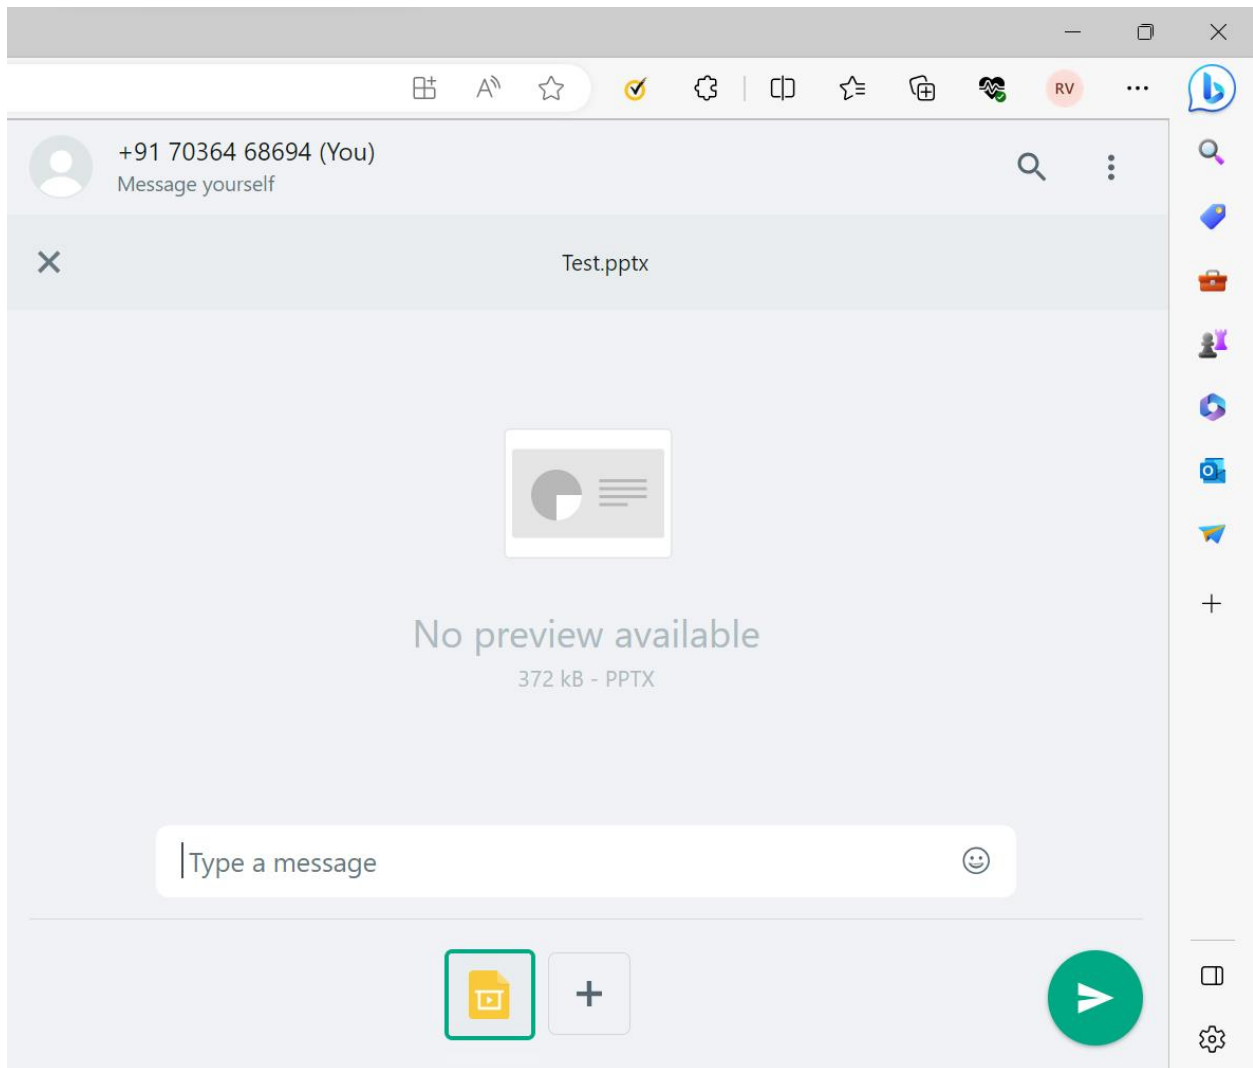 A
RV
+91 70364 68694 (You)
Message yourself
Test.pptx
No preview available
372 kB - PPTX
Type a message